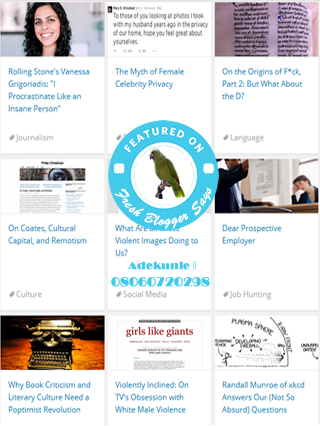 To those of you looking at photos I took
with my husband years ago in the privacy
of our home, hope you feel great about
yourselves.
Rolling Stone's Vanessa
Grigoriadis: "I
Procrastinate Like an
Insane Person"
The Myth of Female
Celebrity Privacy
On the Origins of F*ck,
Part 2: But What About
the D?
Journalism
Language
FEATURED ON
Fresh Blogger Says
On Coates, Cultural
Capital, and Remotism
What Are
Violent Images Doing to
Us?
Dear Prospective
Employer
Adekunle
08060720298
Culture
Social Media
Job Hunting
girls like giants
PLASMA SPHERE
DEVELOPING
FIREBALL
Why Book Criticism and
Literary Culture Need a
Poptimist Revolution
Violently Inclined: On
TV's Obsession with
White Male Violence
Randall Munroe of xkcd
Answers Our (Not So
Absurd) Questions